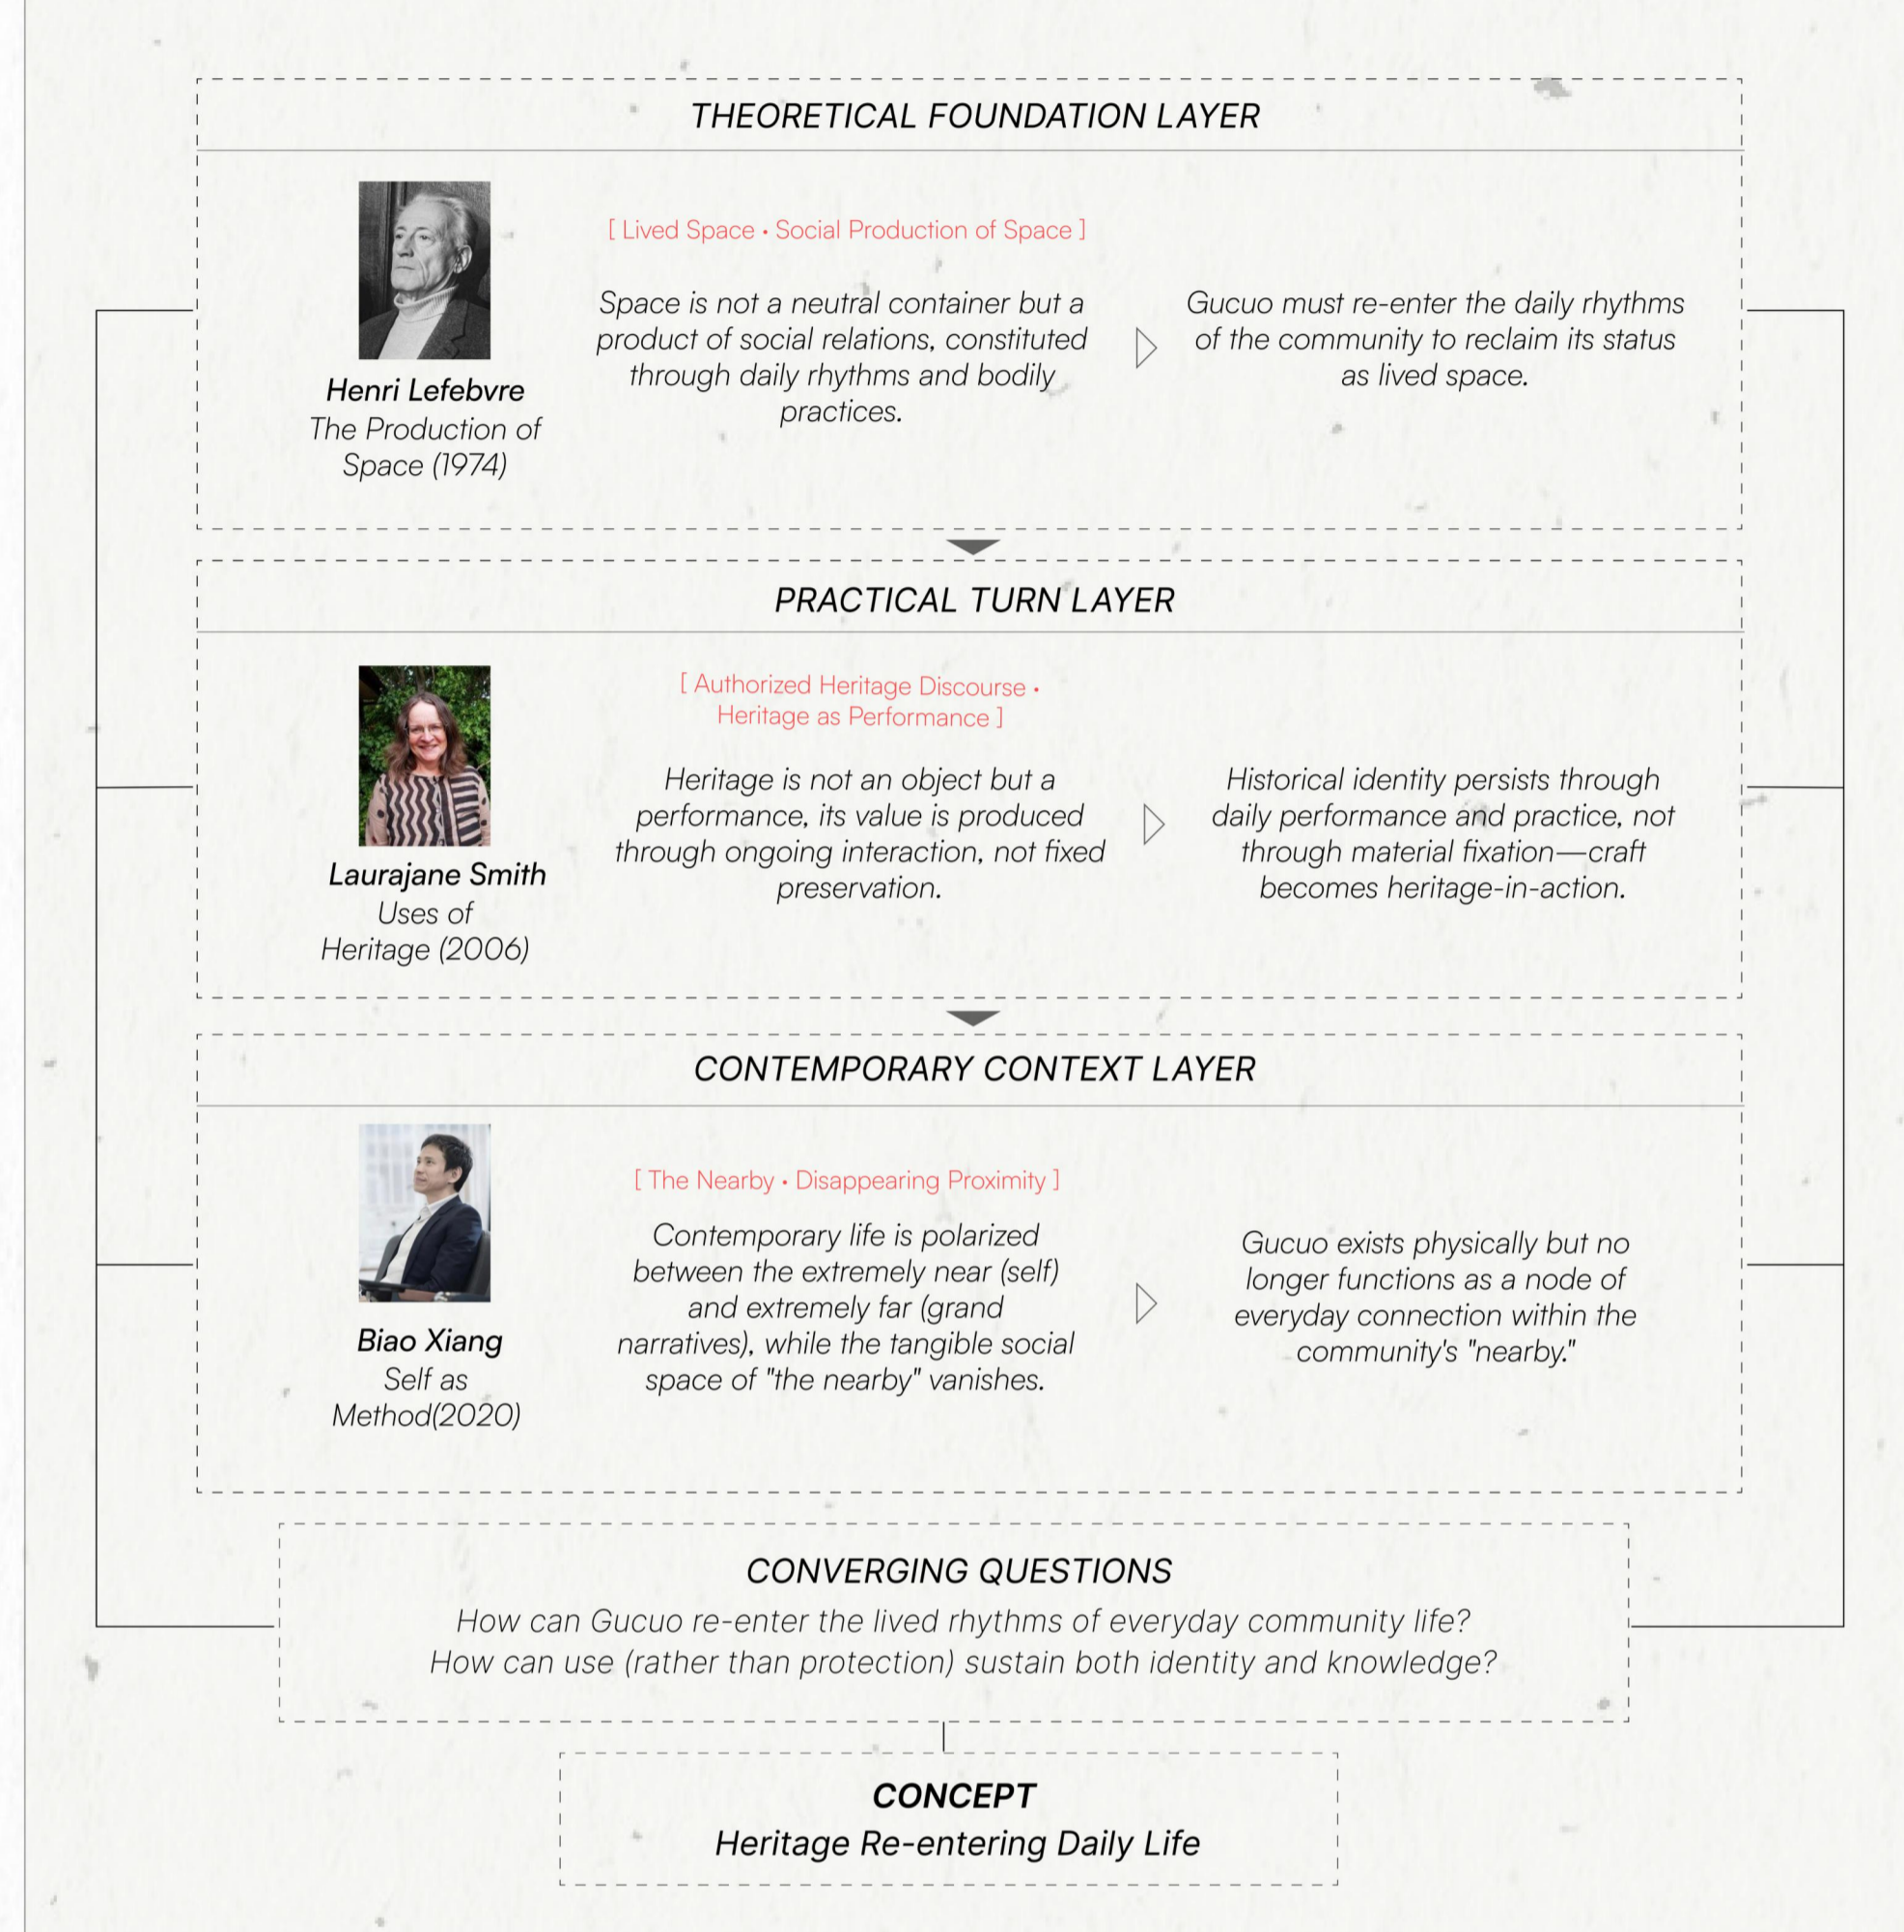 THEORETICAL FOUNDATION LAYER
Henri Lefebvre
The Production of
Space (1974)
[ Lived Space • Social Production of Space ]
Space is not a neutral container but a
product of social relations, constituted
through daily rhythms and bodily
practices.
Gucuo must re-enter the daily rhythms
of the community to reclaim its status
as lived space.
PRACTICAL TURN LAYER
Laurajane Smith
Uses of
Heritage (2006)
[ Authorized Heritage Discourse •
Heritage as Performance ]
Heritage is not an object but a
performance, its value is produced
through ongoing interaction, not fixed
preservation.
Historical identity persists through
daily performance and practice, not
through material fixation—craft
becomes heritage-in-action.
CONTEMPORARY CONTEXT LAYER
Biao Xiang
Self as
Method(2020)
[ The Nearby • Disappearing Proximity ]
Contemporary life is polarized
between the extremely near (self)
and extremely far (grand
narratives), while the tangible social
space of "the nearby" vanishes.
Gucuo exists physically but no
longer functions as a node of
everyday connection within the
community's "nearby."
CONVERGING QUESTIONS
How can Gucuo re-enter the lived rhythms of everyday community life?
How can use (rather than protection) sustain both identity and knowledge?
CONCEPT
Heritage Re-entering Daily Life